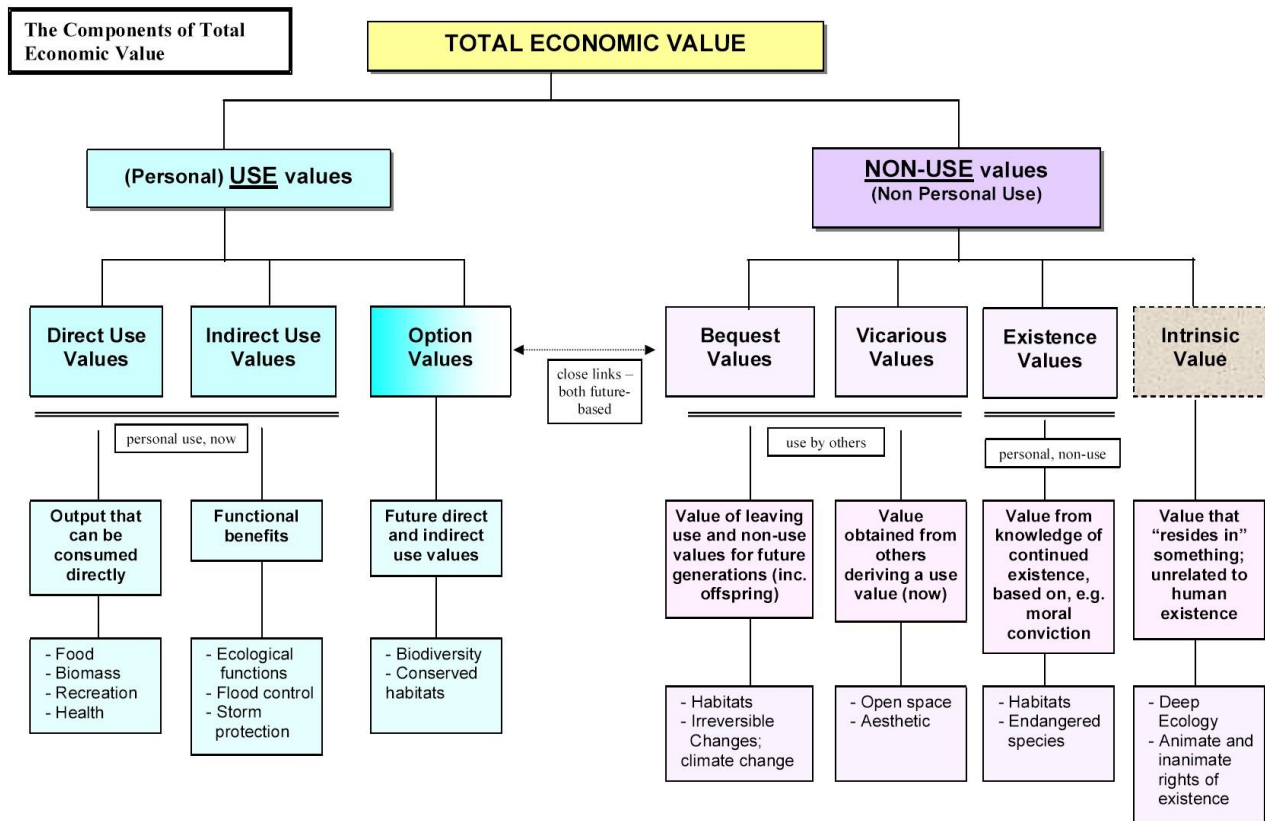 The Components of Total
Economic Value
TOTAL ECONOMIC VALUE
(Personal) USE values
NON-USE values
(Non Personal Use)
Direct Use
Values
Indirect Use
Values
Option
Values
close links –
both future-
based
Bequest
Values
Vicarious
Values
Existence
Values
Intrinsic
Value
personal use, now
use by others
personal, non-use
Output that
can be
consumed
directly
Functional
benefits
Future direct
and indirect
use values
Value of leaving
use and non-use
values for future
generations (inc.
offspring)
Value
obtained from
others
deriving a use
value (now)
Value from
knowledge of
continued
existence,
based on, e.g.
moral
conviction
Value that
“resides in”
something;
unrelated to
human
existence
- Food
- Biomass
- Recreation
- Health
- Ecological
functions
- Flood control
- Storm
protection
- Biodiversity
- Conserved
habitats
- Habitats
- Irreversible
Changes;
climate change
- Open space
- Aesthetic
- Habitats
- Endangered
species
- Deep
Ecology
- Animate and
inanimate
rights of
existence